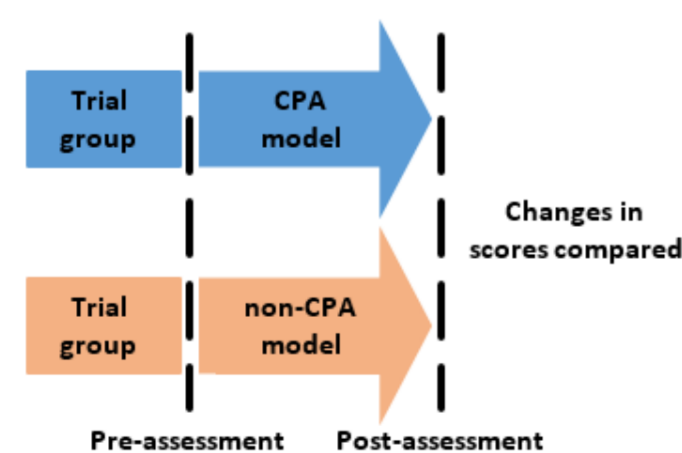 Trial
group
CPA
model
Changes in
scores compared
Trial
group
non-CPA
model
Pre-assessment
Post-assessment